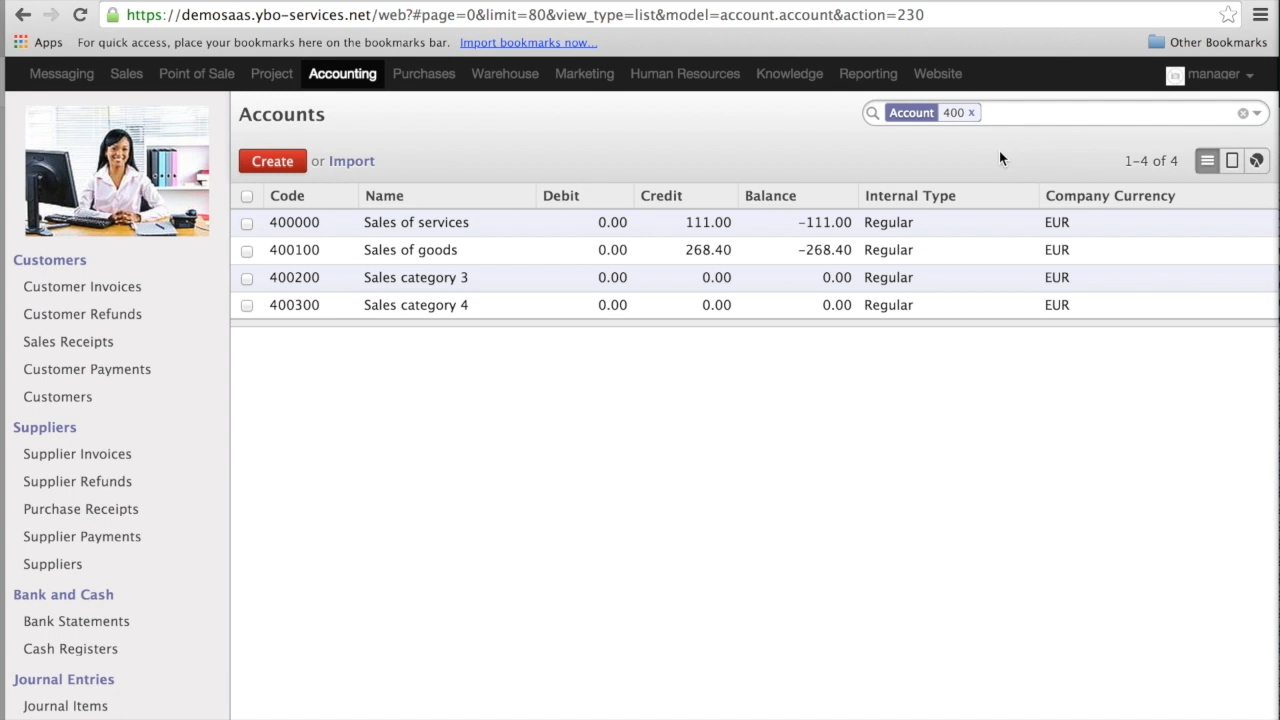 https://demosaas.ybo-services.net/web?#page=0&limit=80&view_type=list&model=account.account&action=230
Apps For quick access, place your bookmarks here on the bookmarks bar. Import bookmarks now... Other Bookmarks
Messaging Sales Point of Sale Project Accounting Purchases Warehouse Marketing Human Resources Knowledge Reporting Website manager
Accounts Account 400 x
Create or Import 1-4 of 4
Code Name Debit Credit Balance Internal Type Company Currency
400000 Sales of services 0.00 111.00 -111.00 Regular EUR
400100 Sales of goods 0.00 268.40 -268.40 Regular EUR
400200 Sales category 3 0.00 0.00 0.00 Regular EUR
400300 Sales category 4 0.00 0.00 0.00 Regular EUR
Customers
Customer Invoices
Customer Refunds
Sales Receipts
Customer Payments
Customers
Suppliers
Supplier Invoices
Supplier Refunds
Purchase Receipts
Supplier Payments
Suppliers
Bank and Cash
Bank Statements
Cash Registers
Journal Entries
Journal Items